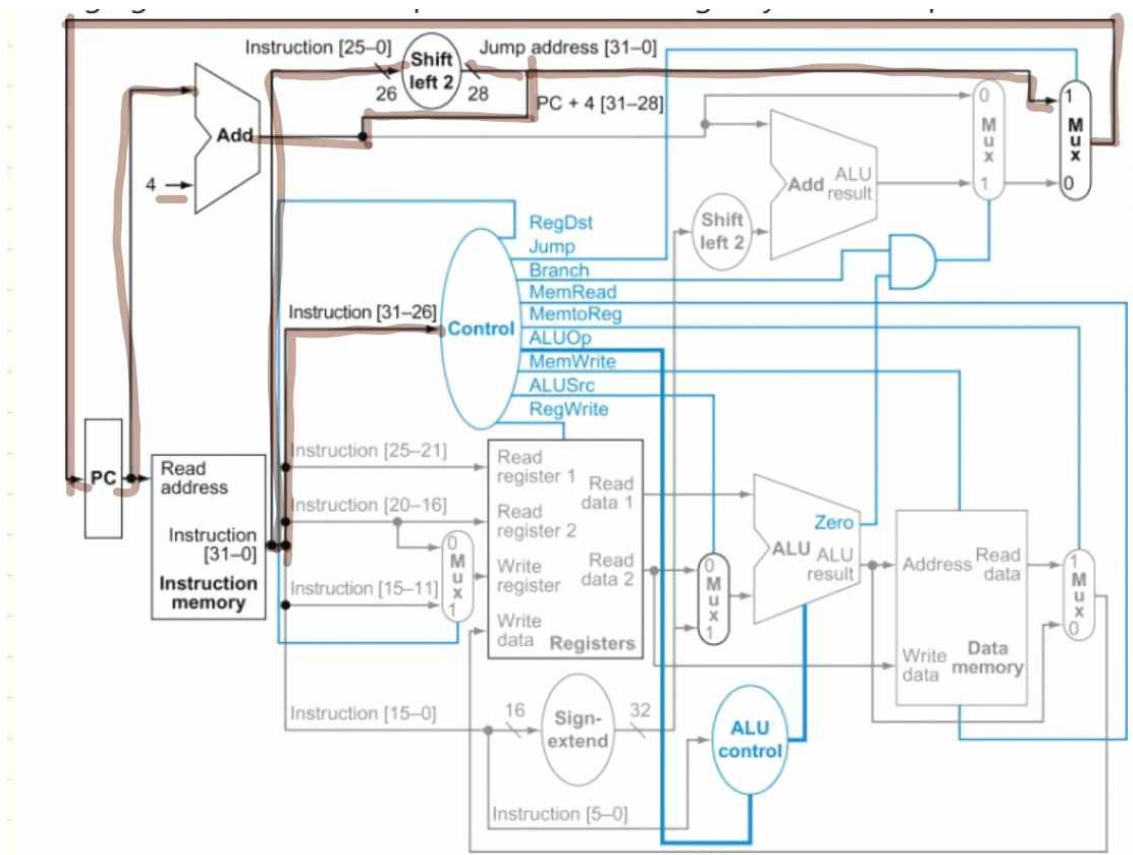 Instruction [25–0]
Shift
left 2
Jump address [31–0]
26
28
PC + 4 [31–28]
Add
4
0
M
u
x
1
1
M
u
x
0
Add
ALU
result
Shift
left 2
RegDst
Jump
Branch
MemRead
MemtoReg
ALUOp
MemWrite
ALUSrc
RegWrite
Instruction [31–26]
Control
PC
Read
address
Instruction
[31–0]
Instruction
memory
Instruction [25–21]
Instruction [20–16]
Instruction [15–11]
0
M
u
x
1
Read
register 1
Read
register 2
Write
register
Write
data
Read
data 1
Read
data 2
Registers
0
M
u
x
1
Zero
ALU
ALU
result
Address
Read
data
Write
data
Data
memory
1
M
u
x
0
Instruction [15–0]
16
Sign-
extend
32
ALU
control
Instruction [5–0]